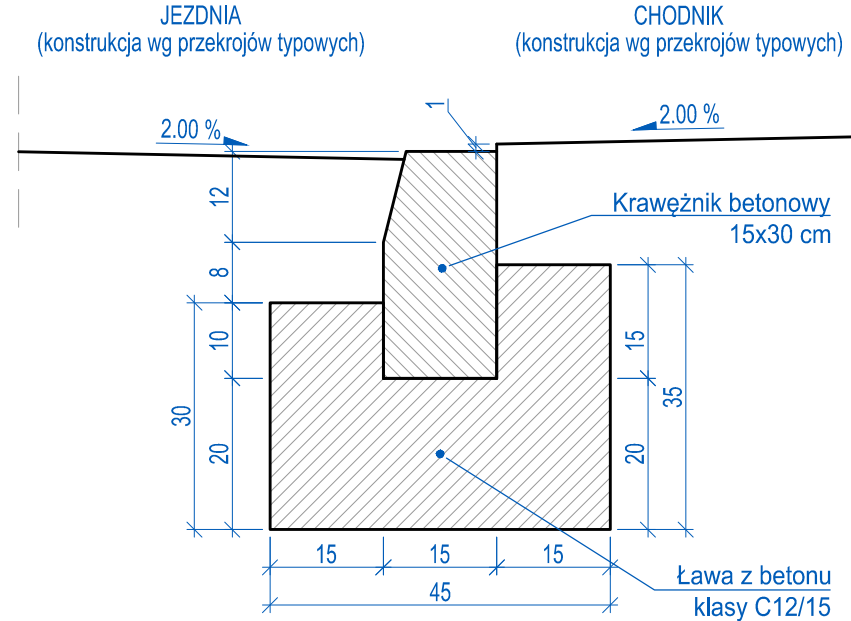 JEZDNIA
(konstrukcja wg przekrojów typowych)
CHODNIK
(konstrukcja wg przekrojów typowych)
2.00 %
1
2.00 %
12
Krawężnik betonowy
15x30 cm
8
10
15
30
35
20
20
15
15
15
45
Ława z betonu
klasy C12/15